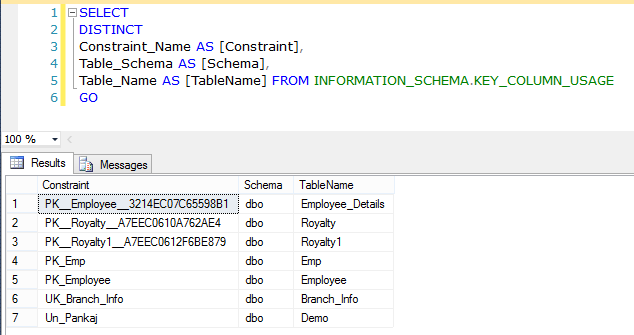 1 SELECT
2 DISTINCT
3 Constraint_Name AS [Constraint],
4 Table_Schema AS [Schema],
5 Table_Name AS [TableName] FROM INFORMATION_SCHEMA.KEY_COLUMN_USAGE
6 GO
100 %
Results Messages
Constraint Schema TableName
1 PK__Employee__3214EC07C65598B1 dbo Employee_Details
2 PK__Royalty__A7EEC0610A762AE4 dbo Royalty
3 PK__Royalty1__A7EEC0612F6BE879 dbo Royalty1
4 PK_Emp dbo Emp
5 PK_Employee dbo Employee
6 UK_Branch_Info dbo Branch_Info
7 Un_Pankaj dbo Demo